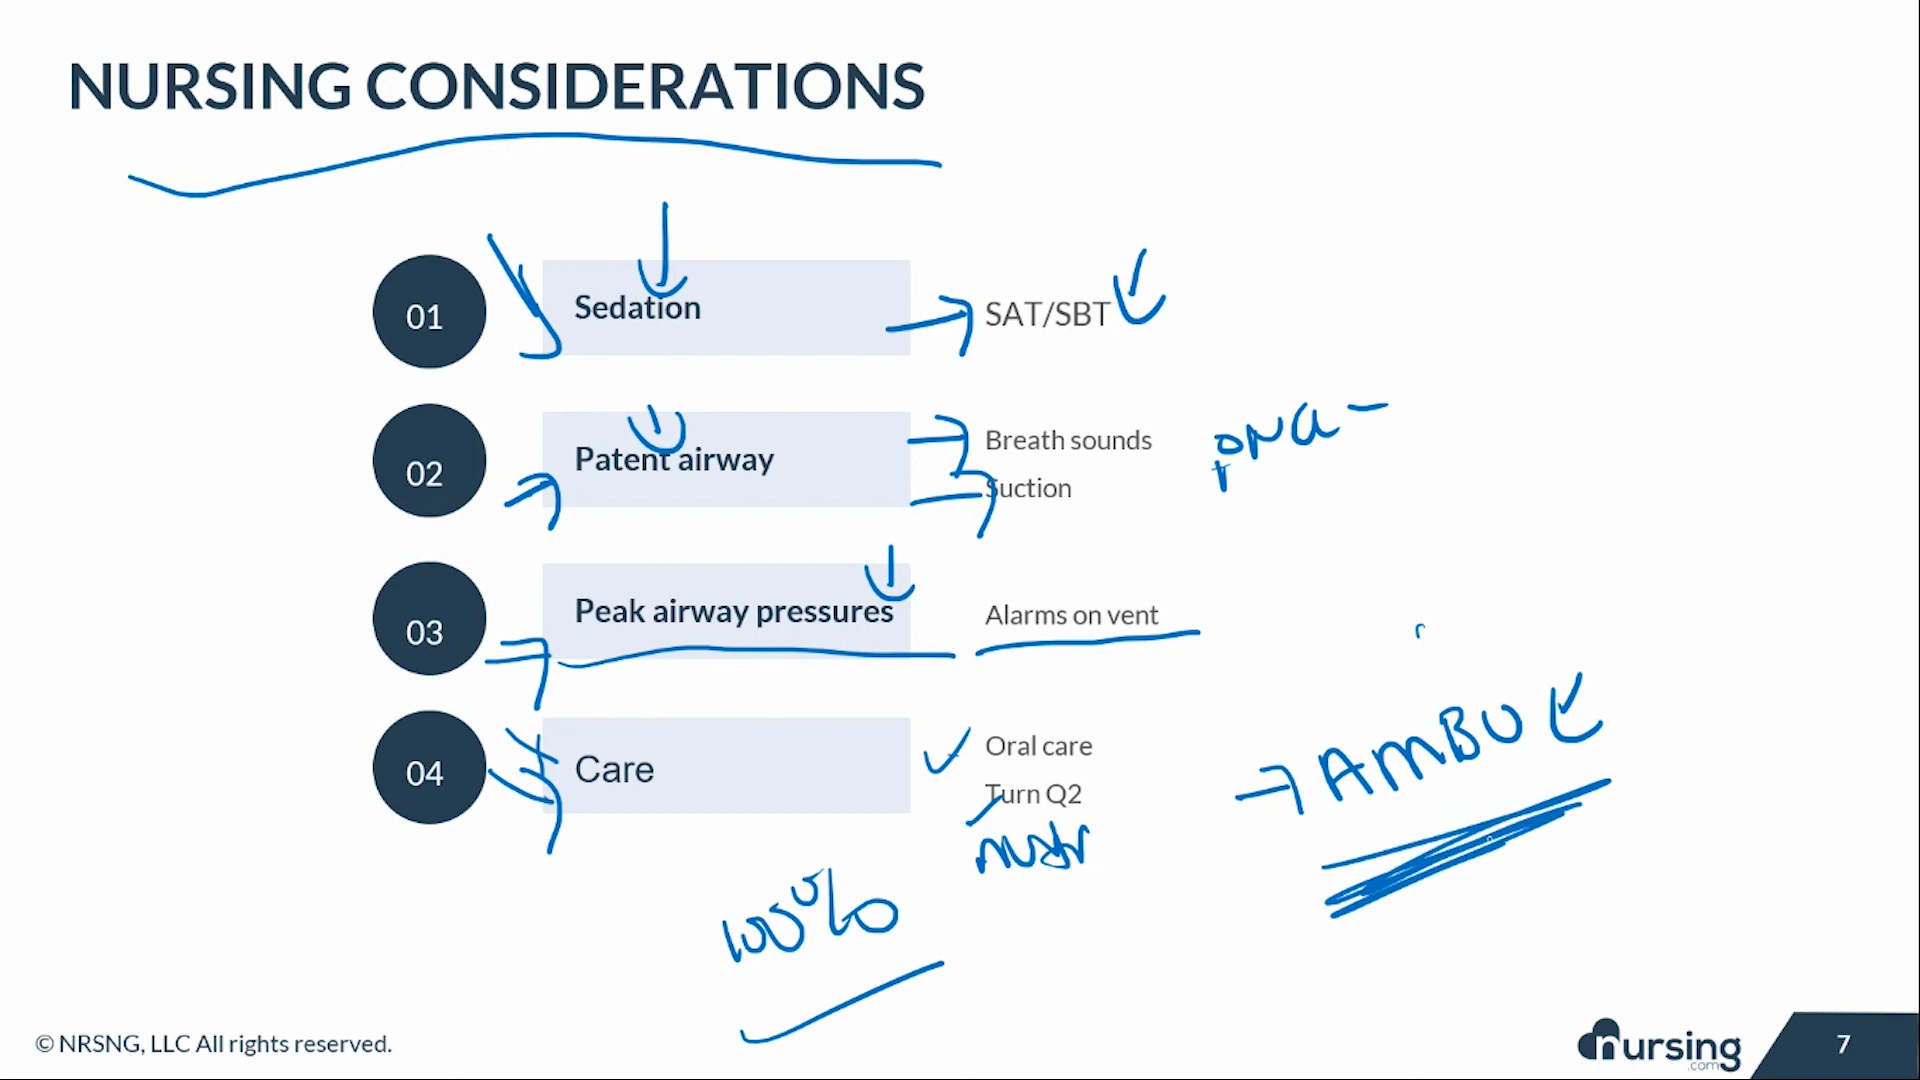 NURSING CONSIDERATIONS
01
Sedation
SAT/SBT
02
Patent airway
Breath sounds
Suction
PNA
03
Peak airway pressures
Alarms on vent
04
Care
Oral care
Turn Q2
AMBU
100%
© NRSNG, LLC All rights reserved.
nursing
.com
7